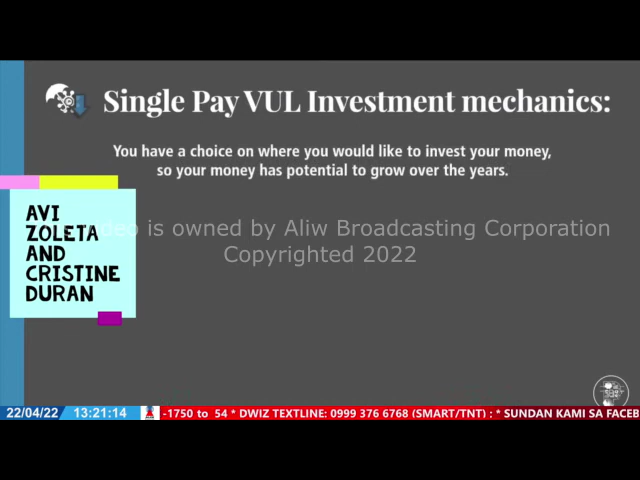 Single Pay VUL Investment mechanics:
You have a choice on where you would like to invest your money,
so your money has potential to grow over the years.
AVI
ZOLETA
AND
CRISTINE
DURAN
is owned by Aliw Broadcasting Corporation
Copyrighted 2022
22/04/22 13:21:14 -1750 to 54 * DWIZ TEXTLINE: 0999 376 6768 (SMART/TNT) ; * SUNDAN KAMI SA FACEB